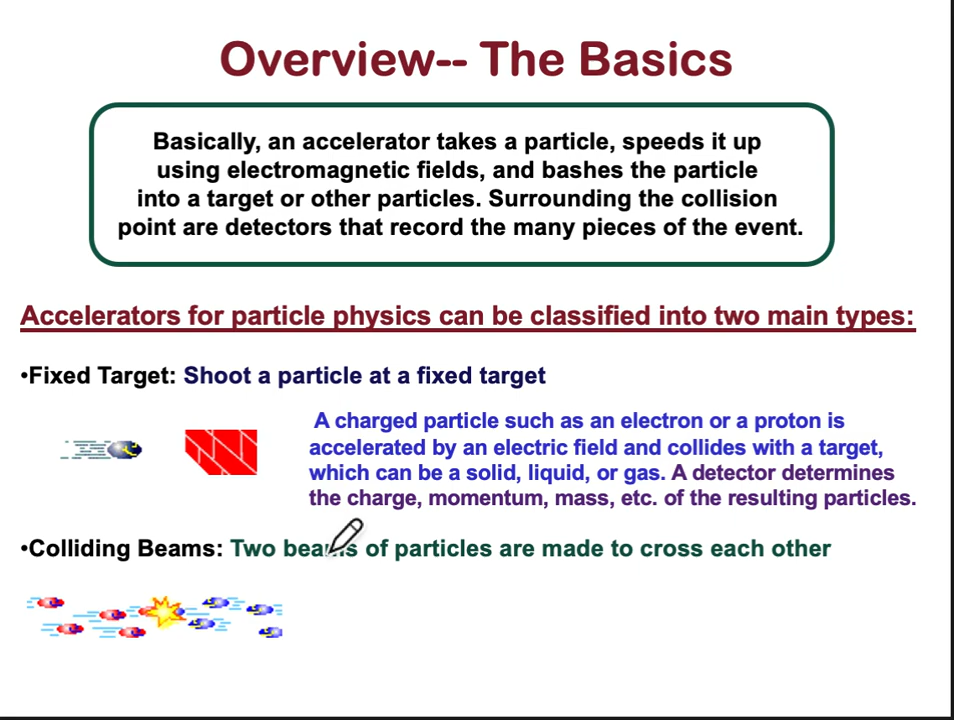 Overview-- The Basics
Basically, an accelerator takes a particle, speeds it up
using electromagnetic fields, and bashes the particle
into a target or other particles. Surrounding the collision
point are detectors that record the many pieces of the event.
Accelerators for particle physics can be classified into two main types:
•Fixed Target: Shoot a particle at a fixed target
A charged particle such as an electron or a proton is
accelerated by an electric field and collides with a target,
which can be a solid, liquid, or gas. A detector determines
the charge, momentum, mass, etc. of the resulting particles.
•Colliding Beams: Two beams of particles are made to cross each other